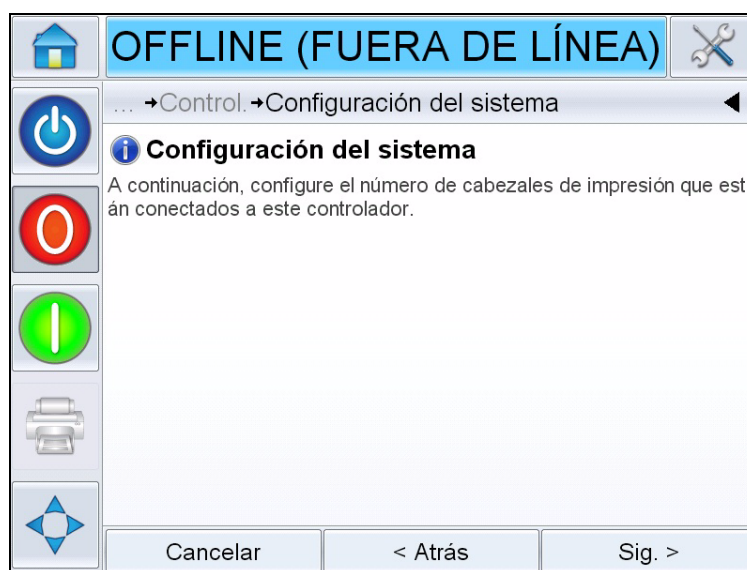 OFFLINE (FUERA DE LÍNEA)
... →Control.→Configuración del sistema
Configuración del sistema
A continuación, configure el número de cabezales de impresión que est
án conectados a este controlador.
Cancelar
< Atrás
Sig. >